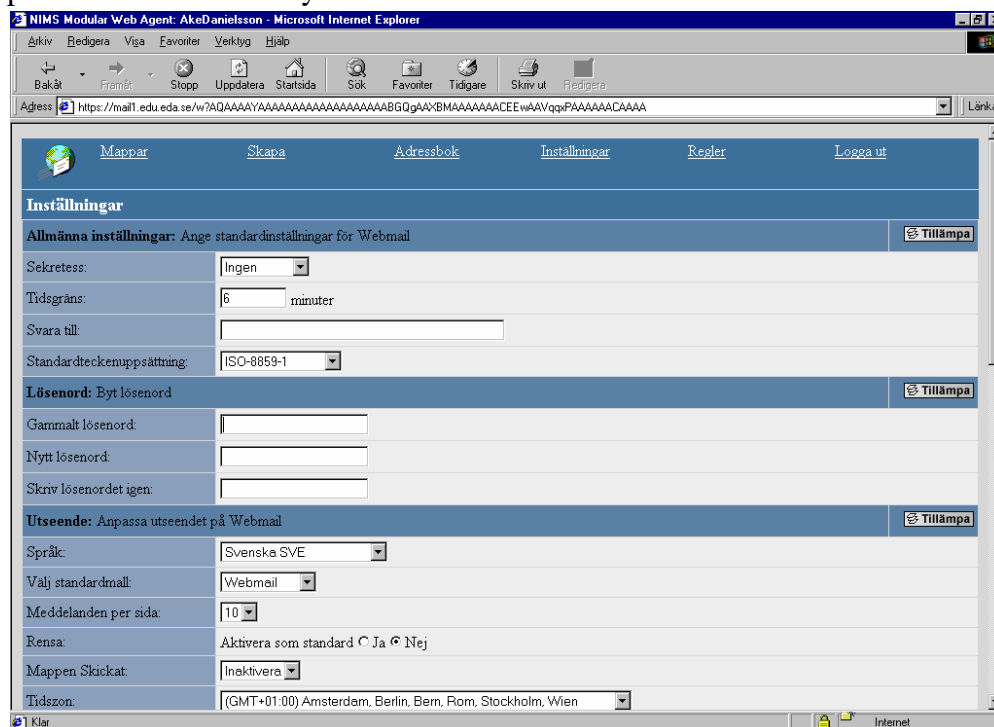 NIMS Modular Web Agent: AkeDanielsson - Microsoft Internet Explorer
Arkiv Redigera Visa Favoriter Verktyg Hjälp
Bakåt Framåt Stopp Uppdatera Startsida Sök Favoriter Tidigare Skriv ut Redigera
Adress https://mail1.edu.eda.se/w?AQAAAAYAAAAAAAAAAAAAAAAAAAABGQgAAXBMAAAAAAACEEwAAVqqxPAAAAAACAAAA Länka
Mappar Skapa Adressbok Inställningar Regler Logga ut
Inställningar
Allmänna inställningar: Ange standardinställningar för Webmail Tillämpa
Sekretess: Ingen
Tidsgräns: 6 minuter
Svara till:
Standardteckenuppsättning: ISO-8859-1
Lösenord: Byt lösenord Tillämpa
Gammalt lösenord:
Nytt lösenord:
Skriv lösenordet igen:
Utseende: Anpassa utseendet på Webmail Tillämpa
Språk: Svenska SVE
Välj standardmall: Webmail
Meddelanden per sida: 10
Rensa: Aktivera som standard Ja Nej
Mappen Skickat: Inaktivera
Tidszon: (GMT+01:00) Amsterdam, Berlin, Bern, Rom, Stockholm, Wien
Klar Internet